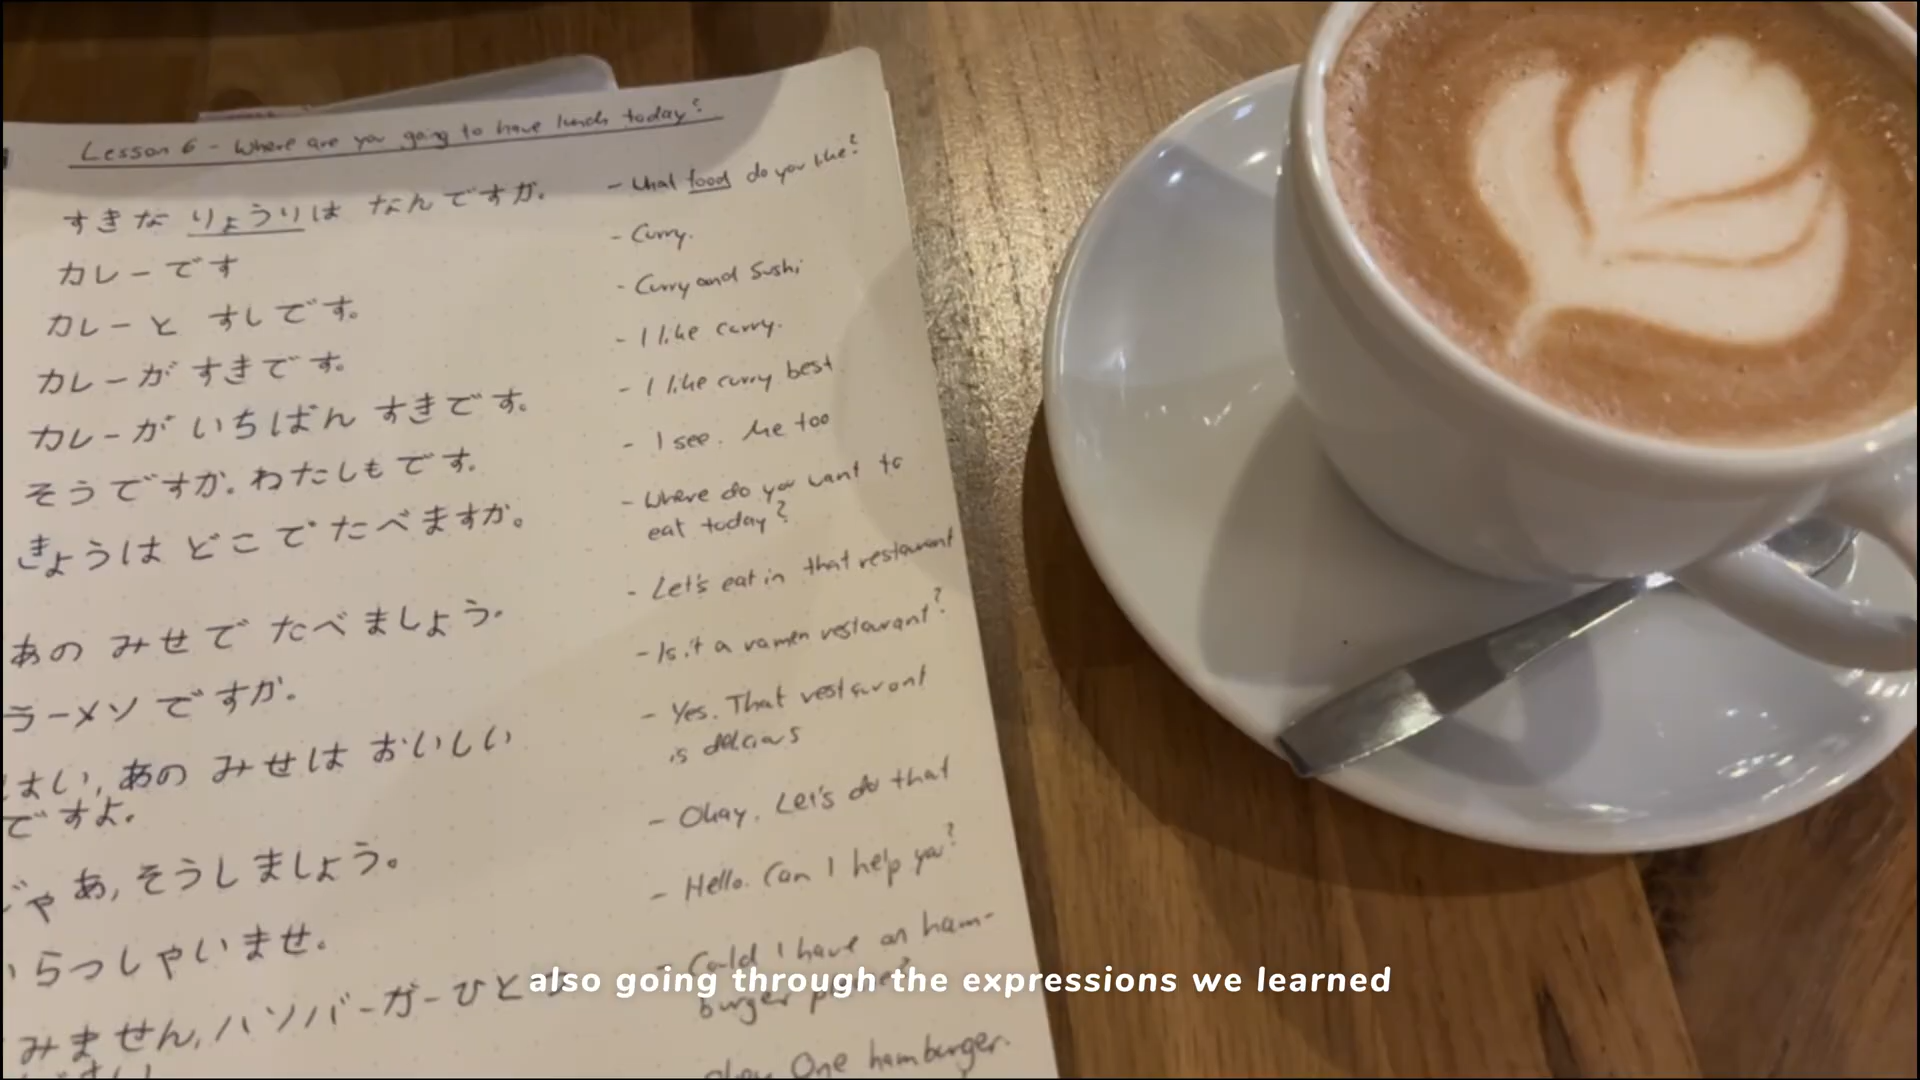 Lesson 6 - Where are you going to have lunch today?
すきな りょうりは なんですか。
- What food do you like?
カレーです
- Curry.
カレーと すしです。
- Curry and Sushi
カレーが すきです。
- I like curry.
カレーが いちばん すきです。
- I like curry best
そうですか。わたしもです。
- I see. Me too
きょうは どこで たべますか。
- Where do you want to
eat today?
あの みせで たべましょう。
- Let's eat in that restaurant
ラーメソですか。
- Is it a ramen restaurant?
はい, あの みせは おいしい
ですよ。
- Yes. That restaurant
is delicious
じゃあ, そうしましょう。
- Okay. Let's do that
らっしゃいませ。
- Hello. Can I help you?
みません, ハソバーガーひとつ
- Could I have an ham-
burger please?
Okay. One hamburger.
also going through the expressions we learned